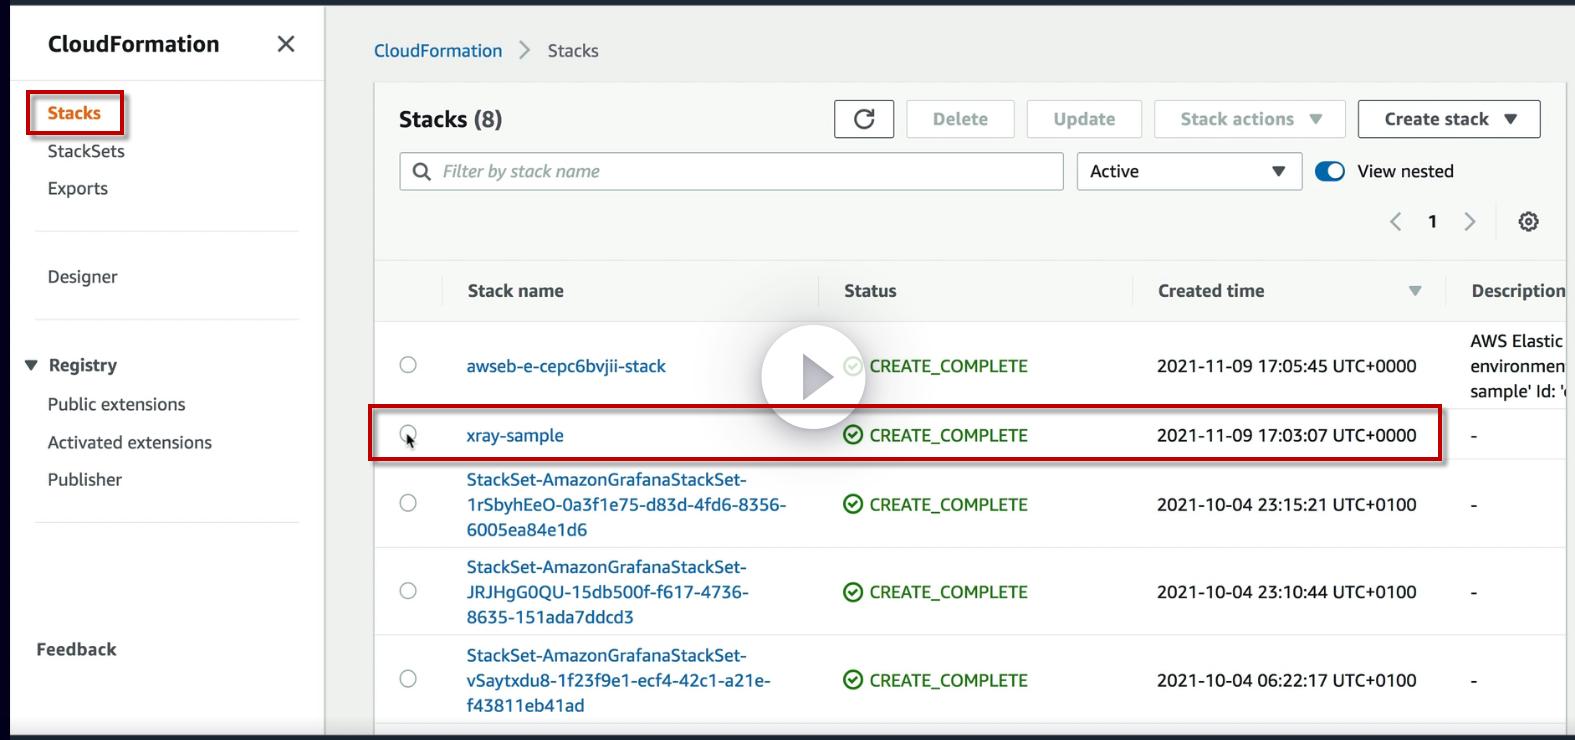 CloudFormation
Stacks
StackSets
Exports
Designer
Registry
Public extensions
Activated extensions
Publisher
Feedback
CloudFormation > Stacks
Stacks (8)
Delete
Update
Stack actions
Create stack
Filter by stack name
Active
View nested
1
Stack name Status Created time Description
awseb-e-cepc6bvjii-stack CREATE_COMPLETE 2021-11-09 17:05:45 UTC+0000
AWS Elastic
environmen
sample' Id: '
xray-sample CREATE_COMPLETE 2021-11-09 17:03:07 UTC+0000 -
StackSet-AmazonGrafanaStackSet-
1rSbyhEeO-0a3f1e75-d83d-4fd6-8356-
6005ea84e1d6
CREATE_COMPLETE 2021-10-04 23:15:21 UTC+0100 -
StackSet-AmazonGrafanaStackSet-
JRJHgG0QU-15db500f-f617-4736-
8635-151ada7ddcd3
CREATE_COMPLETE 2021-10-04 23:10:44 UTC+0100 -
StackSet-AmazonGrafanaStackSet-
vSaytxdu8-1f23f9e1-ecf4-42c1-a21e-
f43811eb41ad
CREATE_COMPLETE 2021-10-04 06:22:17 UTC+0100 -